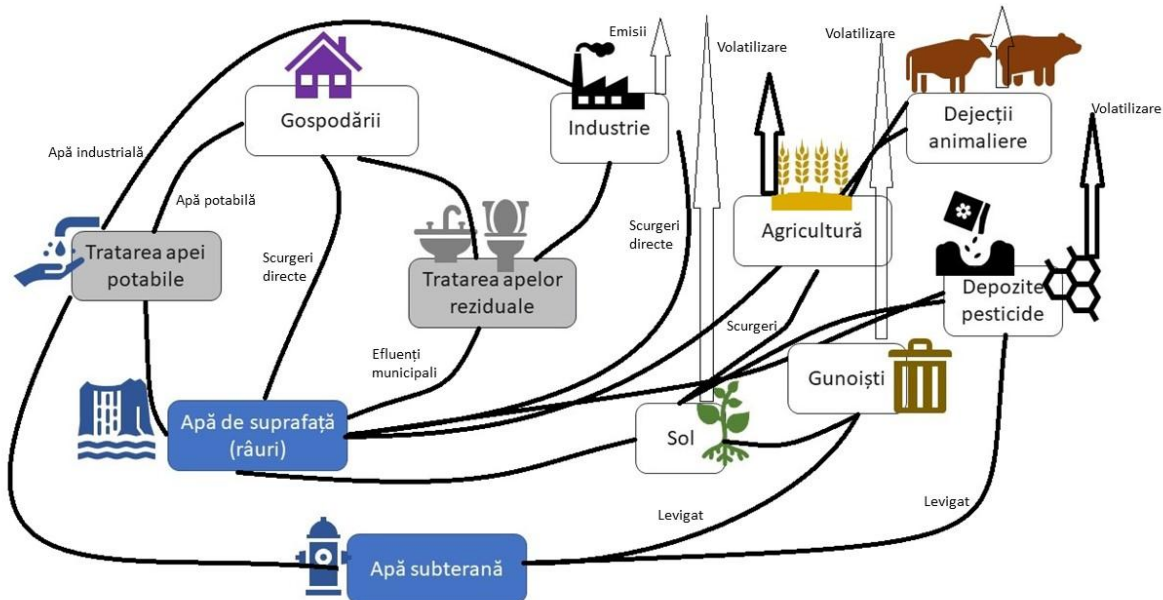 Emisii
Volatilizare
Volatilizare
Gospodării
Industrie
Dejecții
animaliere
Volatilizare
Apă industrială
Apă potabilă
Tratarea apei
potabile
Scurgeri
directe
Tratarea apelor
reziduale
Scurgeri
directe
Agricultură
Depozite
pesticide
Scurgeri
Efluenți
municipali
Gunoiști
Apă de suprafață
(râuri)
Sol
Levigat
Levigat
Apă subterană